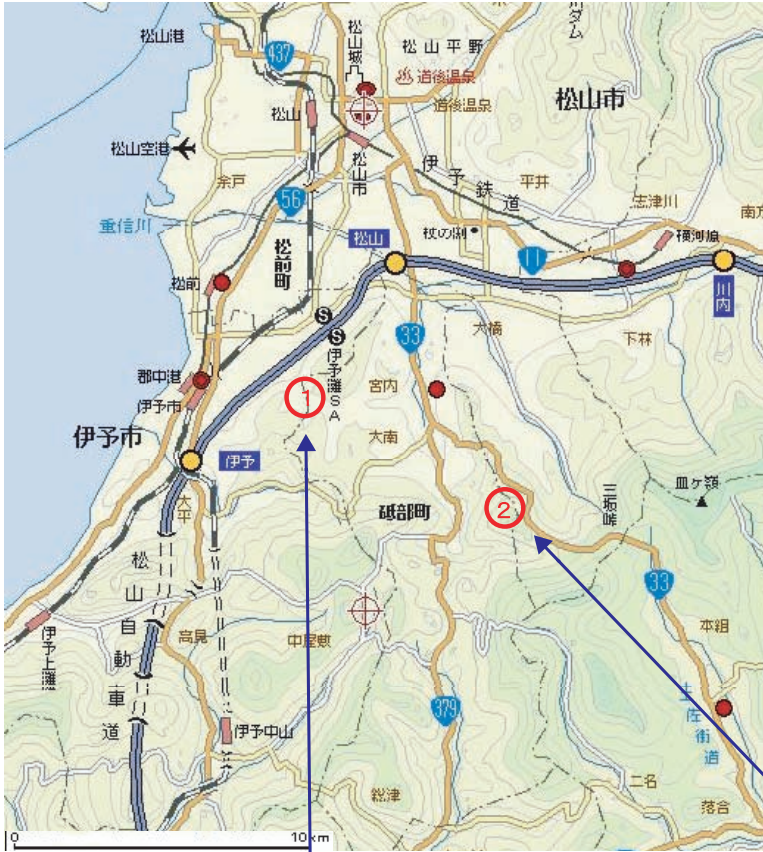 松山港
437
松山城
松山平野
ダム
道後温泉
道後温泉
松山
松山市
松山空港
松山市
余戸
伊予鉄道
平井
56
志津川
南方
重信川
松山
杖の淵
横河原
松前町
11
松前
川内
S
S
大橋
下林
33
伊予灘SA
郡中港
宮内
伊予市
①
大南
伊予市
伊予
②
三坂峠
皿ヶ嶺
大平
砥部町
松山自動車道
33
高見
中屋敷
本組
伊予上灘
379
土佐街道
伊予中山
二名
総津
落合
0
10km